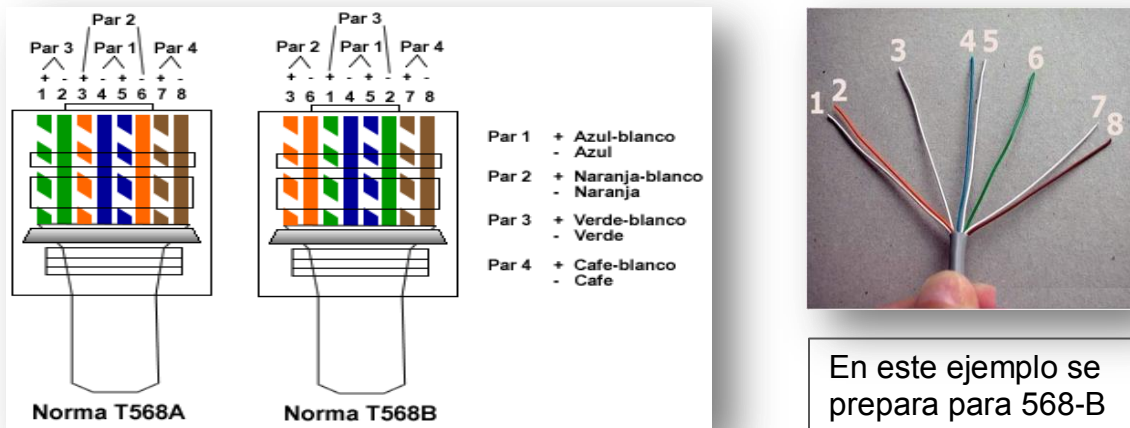 Par 2
Par 3 Par 1 Par 4
+ - + - + - + -
1 2 3 4 5 6 7 8
Norma T568A
Par 3
Par 2 Par 1 Par 4
+ - + - + - + -
3 6 1 4 5 2 7 8
Norma T568B
Par 1 + Azul-blanco
- Azul
Par 2 + Naranja-blanco
- Naranja
Par 3 + Verde-blanco
- Verde
Par 4 + Cafe-blanco
- Cafe
1 2 3 4 5 6 7 8
En este ejemplo se
prepara para 568-B